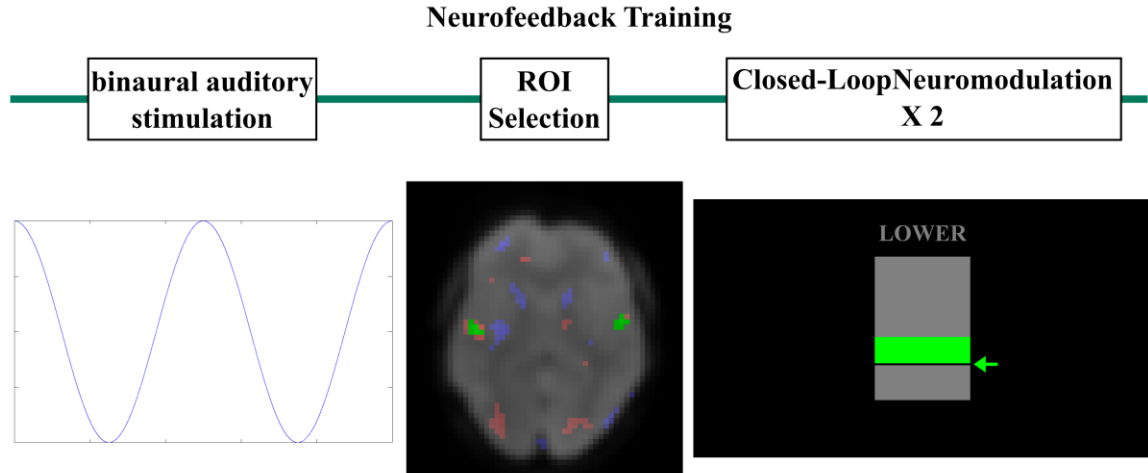 Neurofeedback Training
binaural auditory
stimulation
ROI
Selection
Closed-LoopNeuromodulation
X 2
LOWER